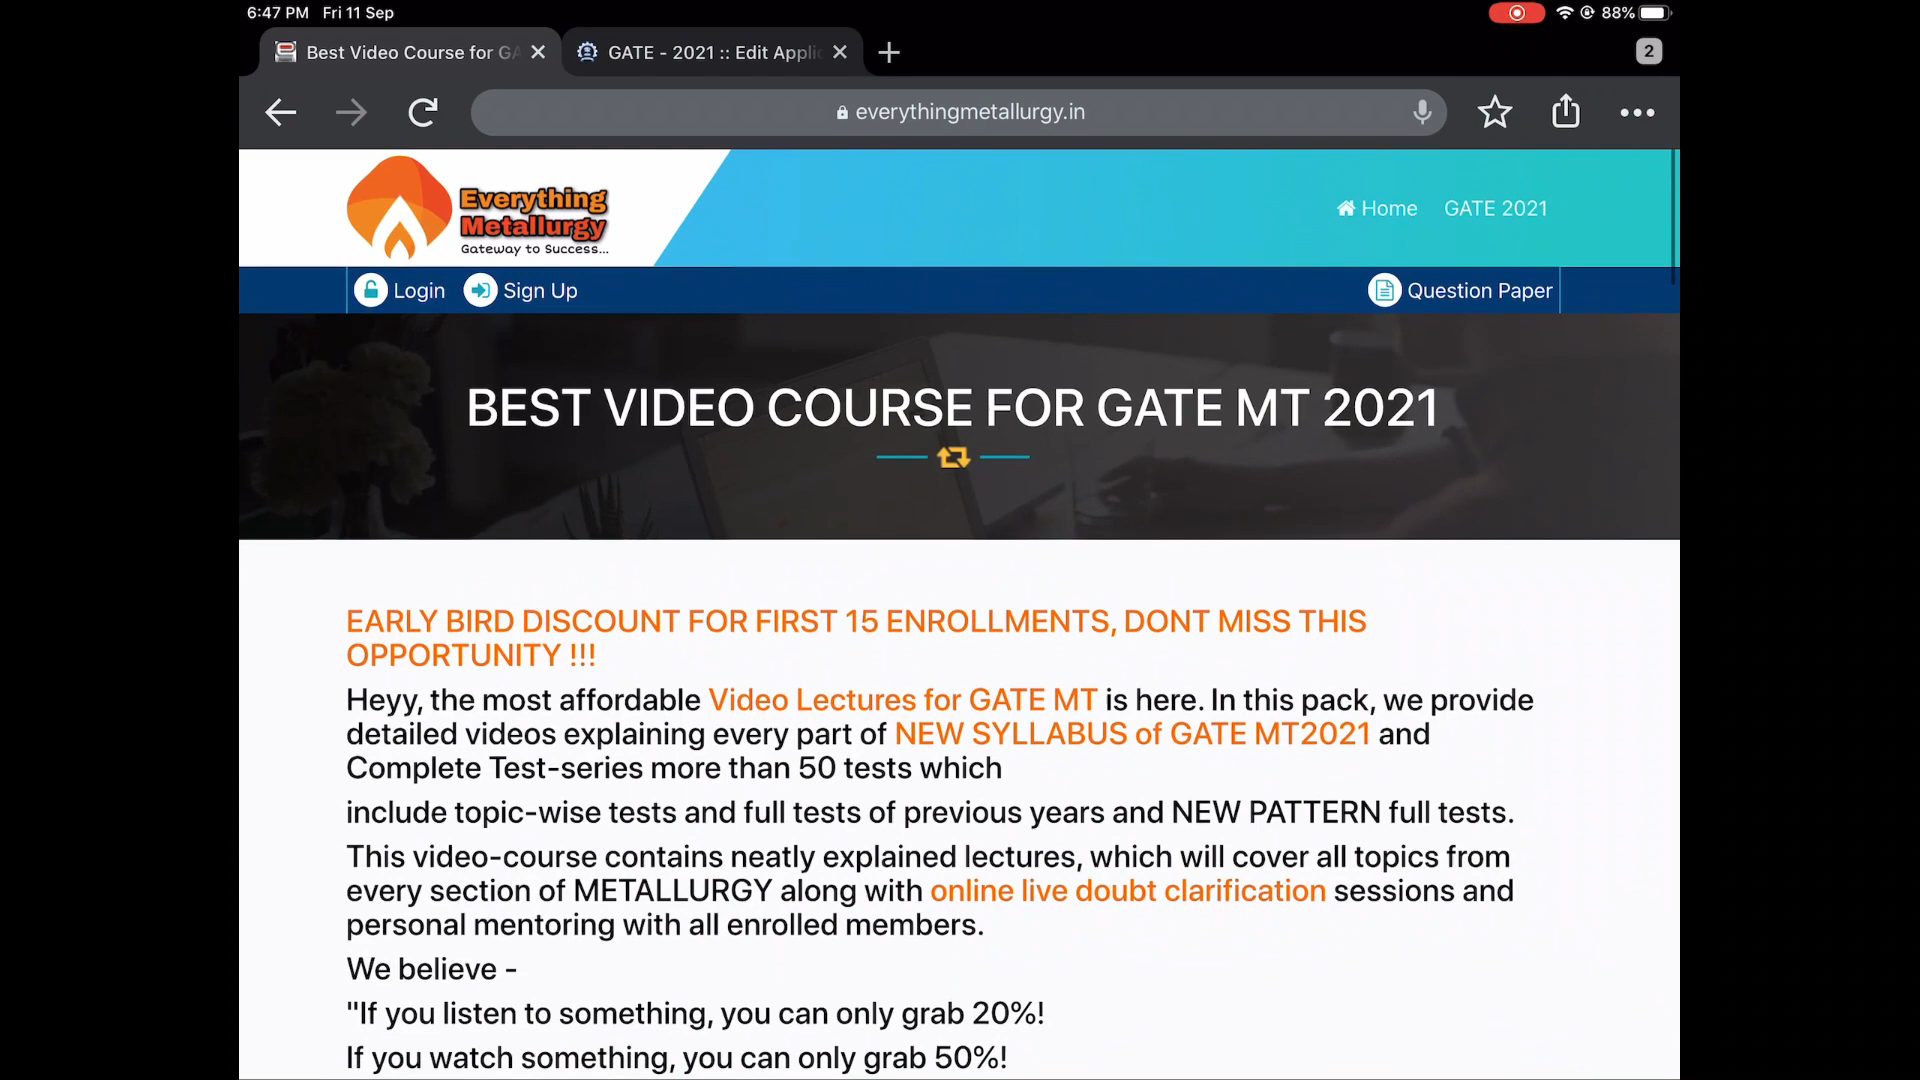 6:47 PM Fri 11 Sep
88%
Best Video Course for GA
GATE - 2021 :: Edit Applic
2
everythingmetallurgy.in
Everything
Metallurgy
Gateway to Success...
Home
GATE 2021
Login
Sign Up
Question Paper
BEST VIDEO COURSE FOR GATE MT 2021
EARLY BIRD DISCOUNT FOR FIRST 15 ENROLLMENTS, DONT MISS THIS
OPPORTUNITY !!!
Heyy, the most affordable Video Lectures for GATE MT is here. In this pack, we provide
detailed videos explaining every part of NEW SYLLABUS of GATE MT2021 and
Complete Test-series more than 50 tests which
include topic-wise tests and full tests of previous years and NEW PATTERN full tests.
This video-course contains neatly explained lectures, which will cover all topics from
every section of METALLURGY along with online live doubt clarification sessions and
personal mentoring with all enrolled members.
We believe -
"If you listen to something, you can only grab 20%!
If you watch something, you can only grab 50%!